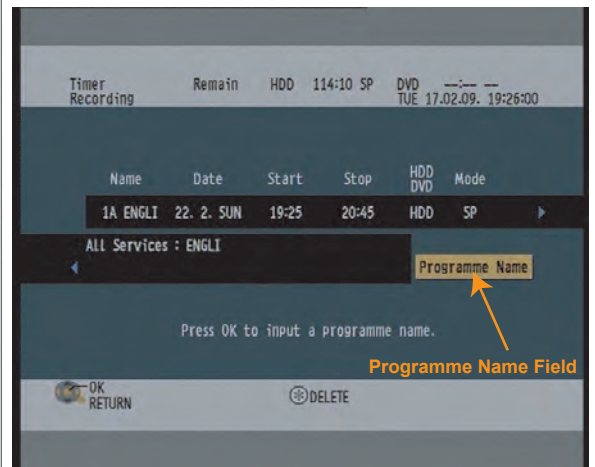 Timer Recording Remain HDD 114:10 SP DVD --:-- --
TUE 17.02.09. 19:26:00
Name Date Start Stop HDD DVD Mode
1A ENGLI 22. 2. SUN 19:25 20:45 HDD SP
All Services : ENGLI
Programme Name
Press OK to input a programme name.
Programme Name Field
OK
RETURN
DELETE